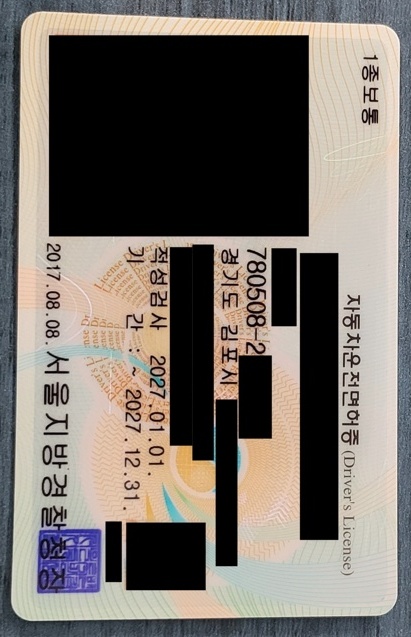 1종보통
자동차운전면허증 (Driver's License)
780508-2
경기도 김포시
적성검사 2027.01.01.
기 간 : ~ 2027.12.31.
2017.08.08. 서울지방경찰청장